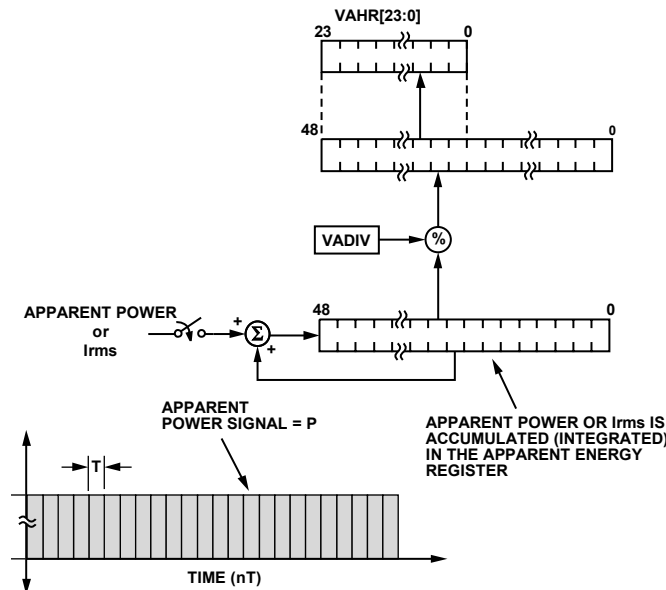 VAHR[23:0]
23 0
48 0
VADIV
%
48 0
APPARENT POWER
or
Irms
+
Σ
+
APPARENT
POWER SIGNAL = P
APPARENT POWER OR Irms IS
ACCUMULATED (INTEGRATED)
IN THE APPARENT ENERGY
REGISTER
T
TIME (nT)